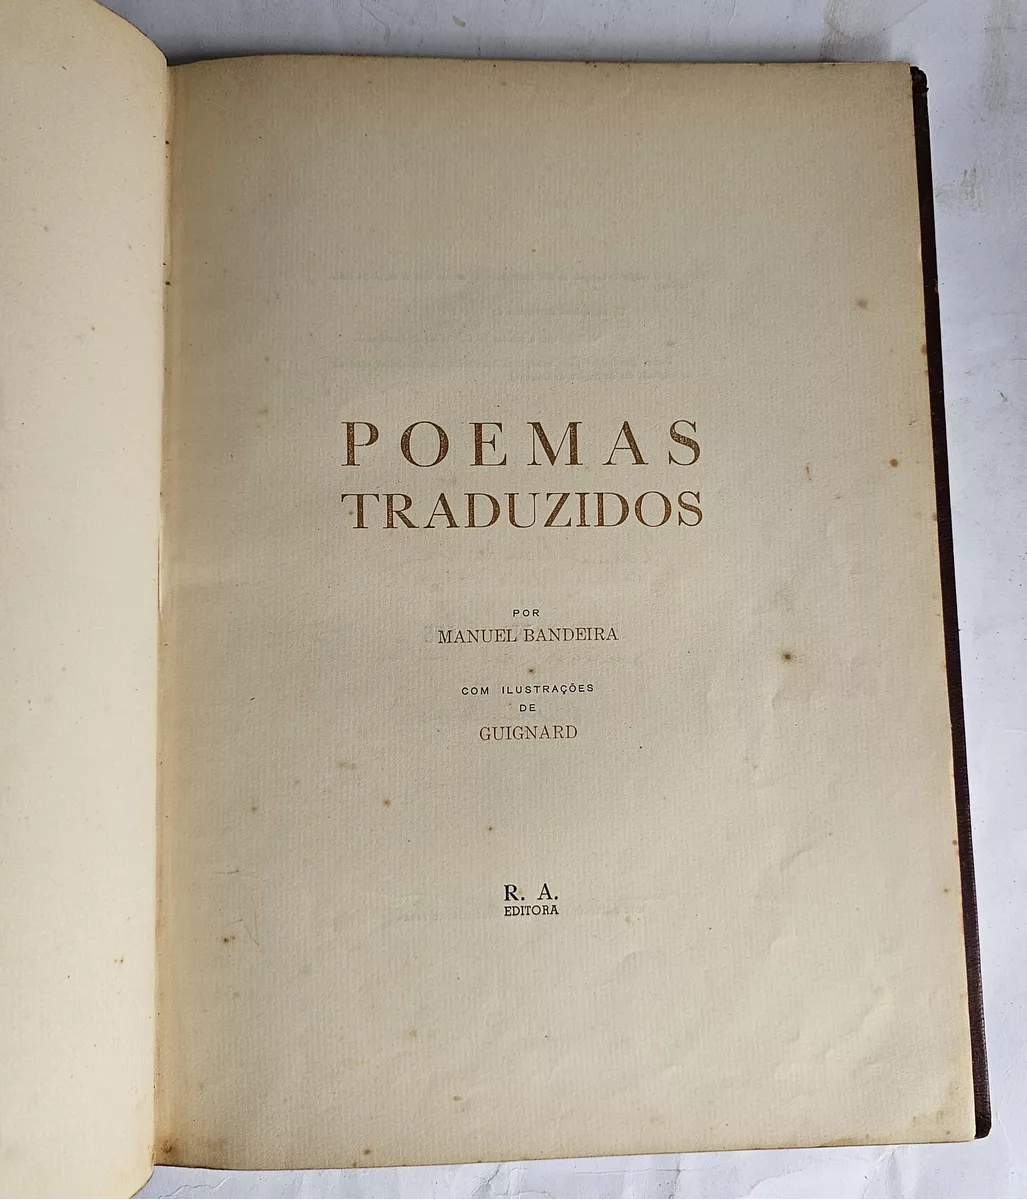 POEMAS
TRADUZIDOS
POR
MANUEL BANDEIRA
COM ILUSTRAÇÕES
DE
GUIGNARD
R. A.
EDITORA